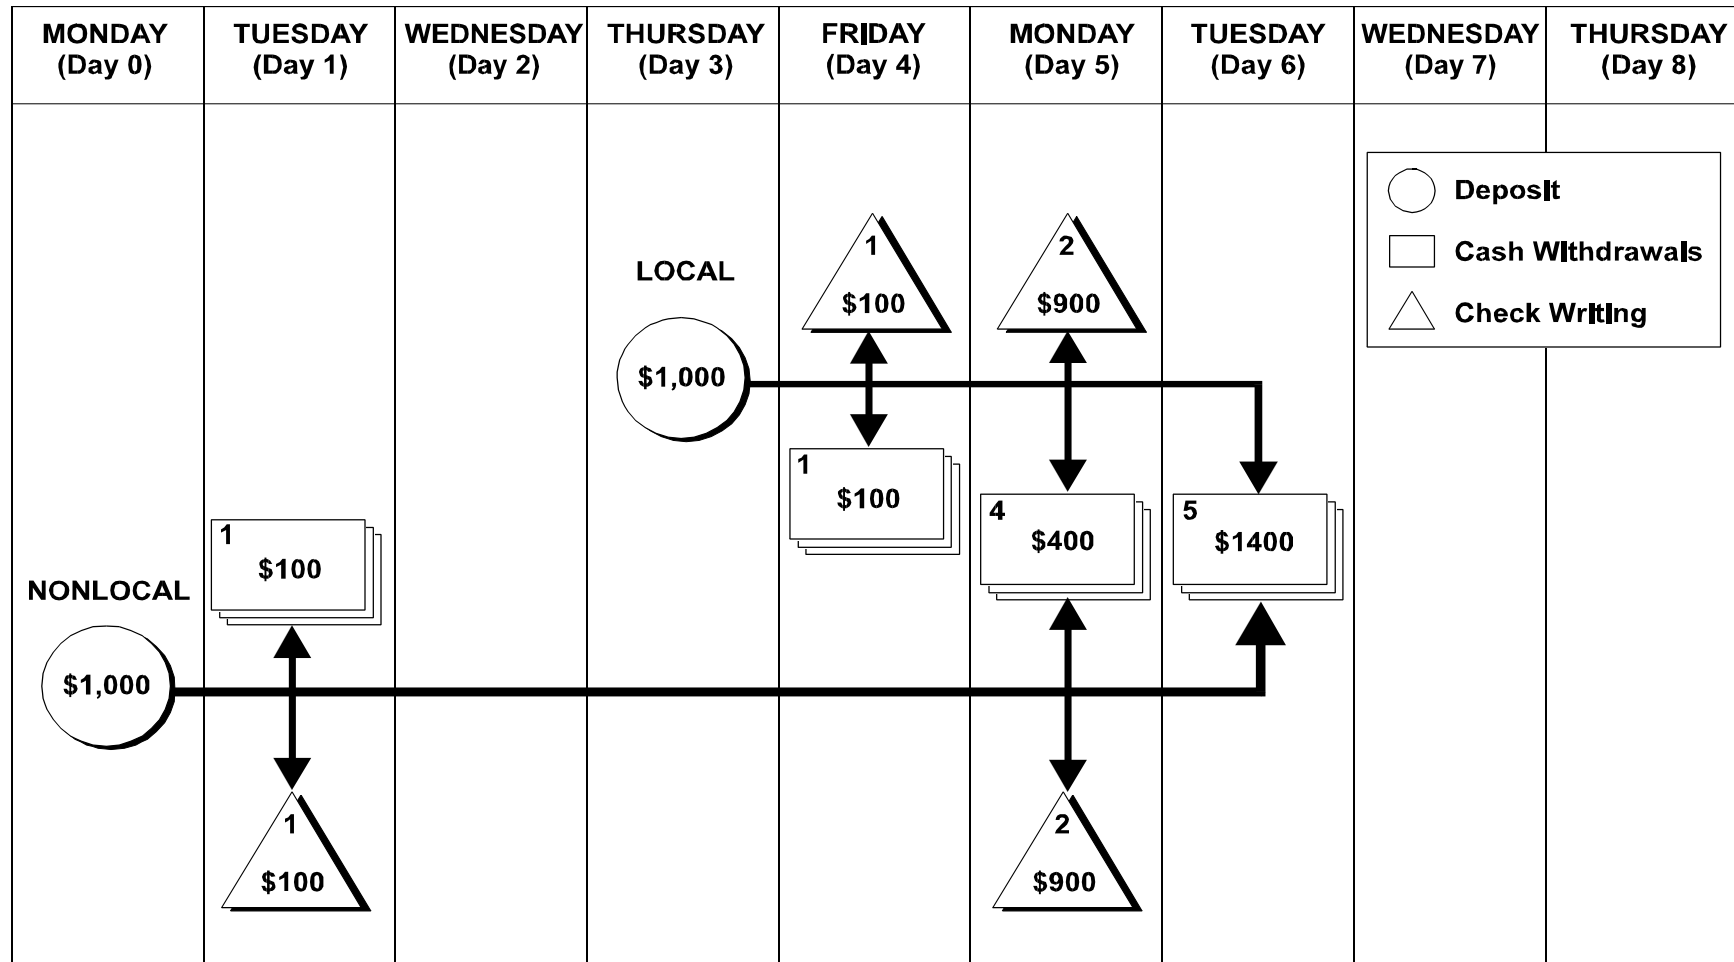 MONDAY
(Day 0)
TUESDAY
(Day 1)
WEDNESDAY
(Day 2)
THURSDAY
(Day 3)
FRIDAY
(Day 4)
MONDAY
(Day 5)
TUESDAY
(Day 6)
WEDNESDAY
(Day 7)
THURSDAY
(Day 8)
Deposit
Cash Withdrawals
Check Writing
1
$100
2
$900
LOCAL
$1,000
1
$100
4
$400
5
$1400
1
$100
NONLOCAL
$1,000
1
$100
2
$900